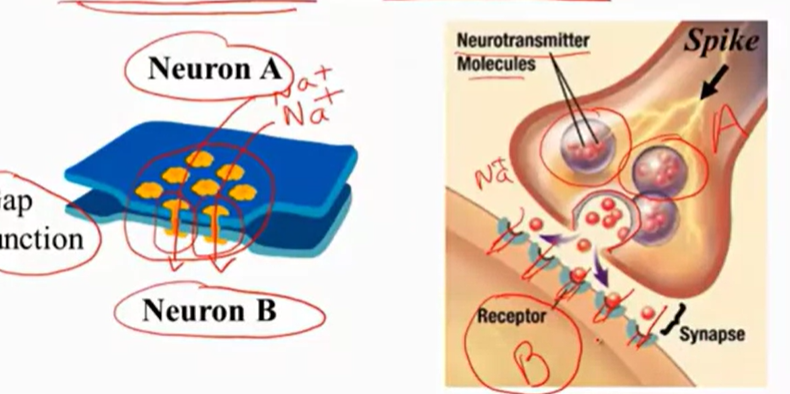 Neuron A
Na+
Na+
ap
unction
Neuron B
Neurotransmitter
Molecules
Spike
A
Na+
Receptor
B
Synapse